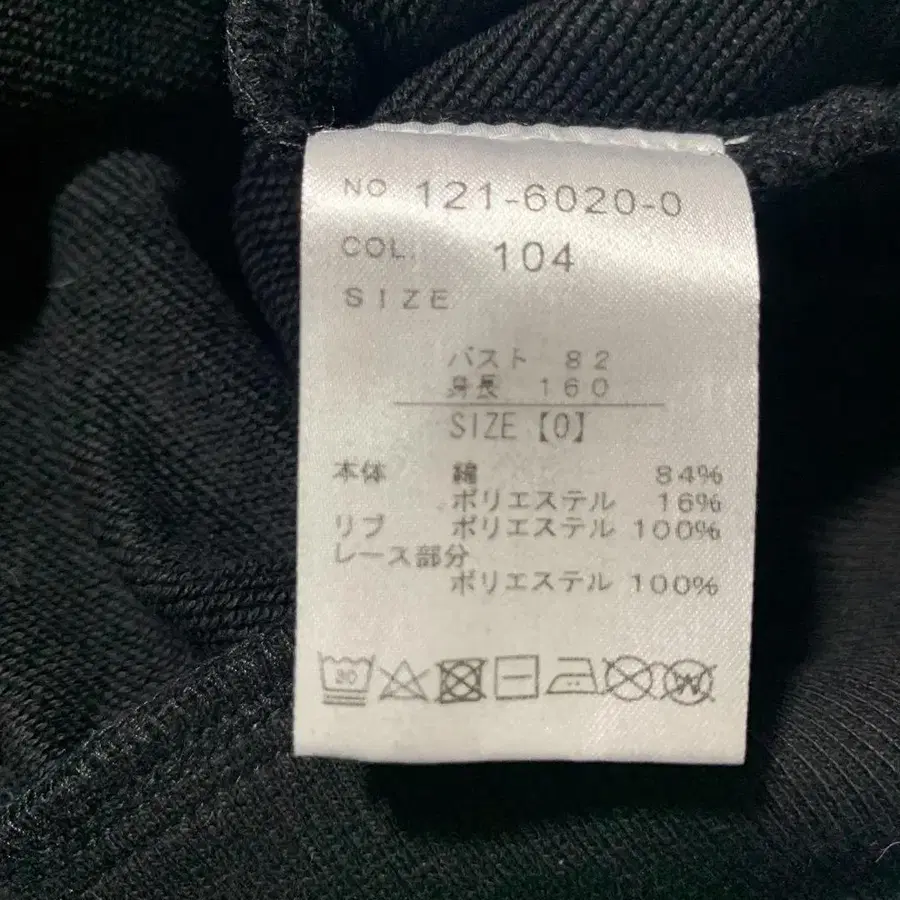 NO 121-6020-0
COL. 104
SIZE
バスト 82
身長 160
SIZE【0】
本体 綿 84%
ポリエステル 16%
リブ ポリエステル 100%
レース部分
ポリエステル 100%
30 W